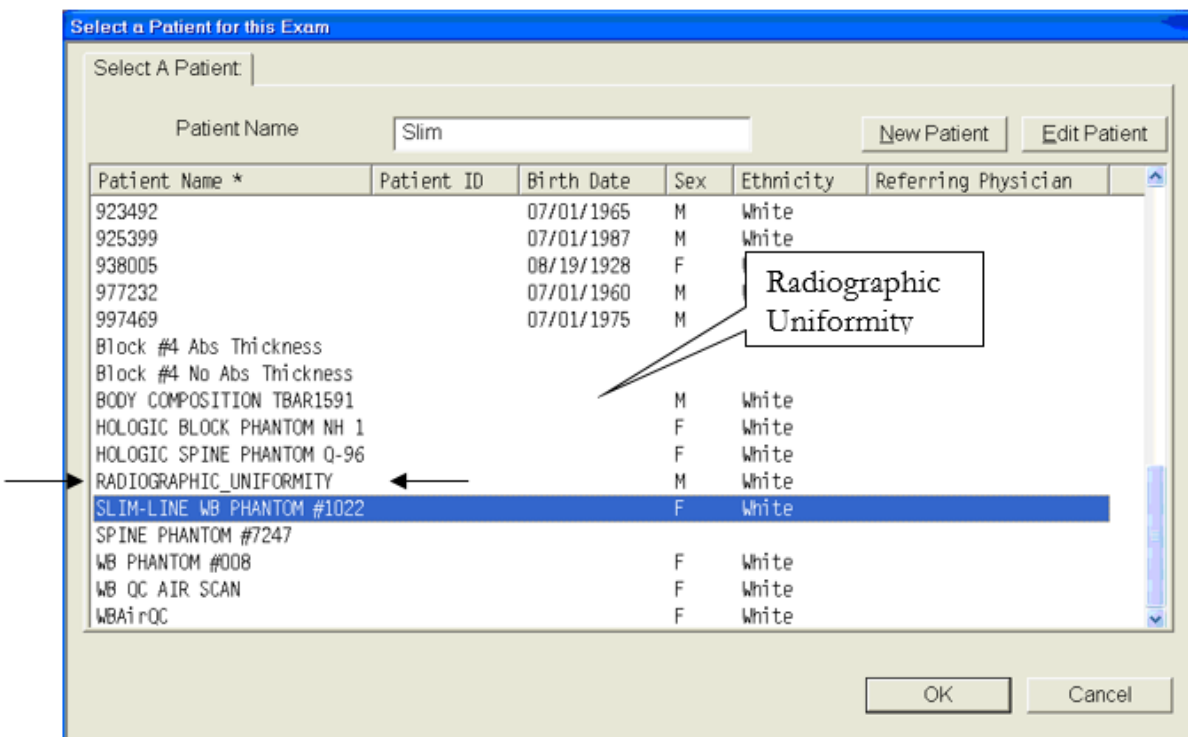 Select a Patient for this Exam
Select A Patient:
Patient Name Slim New Patient Edit Patient
Patient Name * Patient ID Birth Date Sex Ethnicity Referring Physician
923492 07/01/1965 M White
925399 07/01/1987 M White
938005 08/19/1928 F
977232 07/01/1960 M
997469 07/01/1975 M
Radiographic
Uniformity
Block #4 Abs Thickness
Block #4 No Abs Thickness
BODY COMPOSITION TBAR1591 M White
HOLOGIC BLOCK PHANTOM NH 1 F White
HOLOGIC SPINE PHANTOM Q-96 F White
RADIOGRAPHIC_UNIFORMITY M White
SLIM-LINE WB PHANTOM #1022 F White
SPINE PHANTOM #7247
WB PHANTOM #008 F White
WB QC AIR SCAN F White
WBAirQC F White
OK Cancel